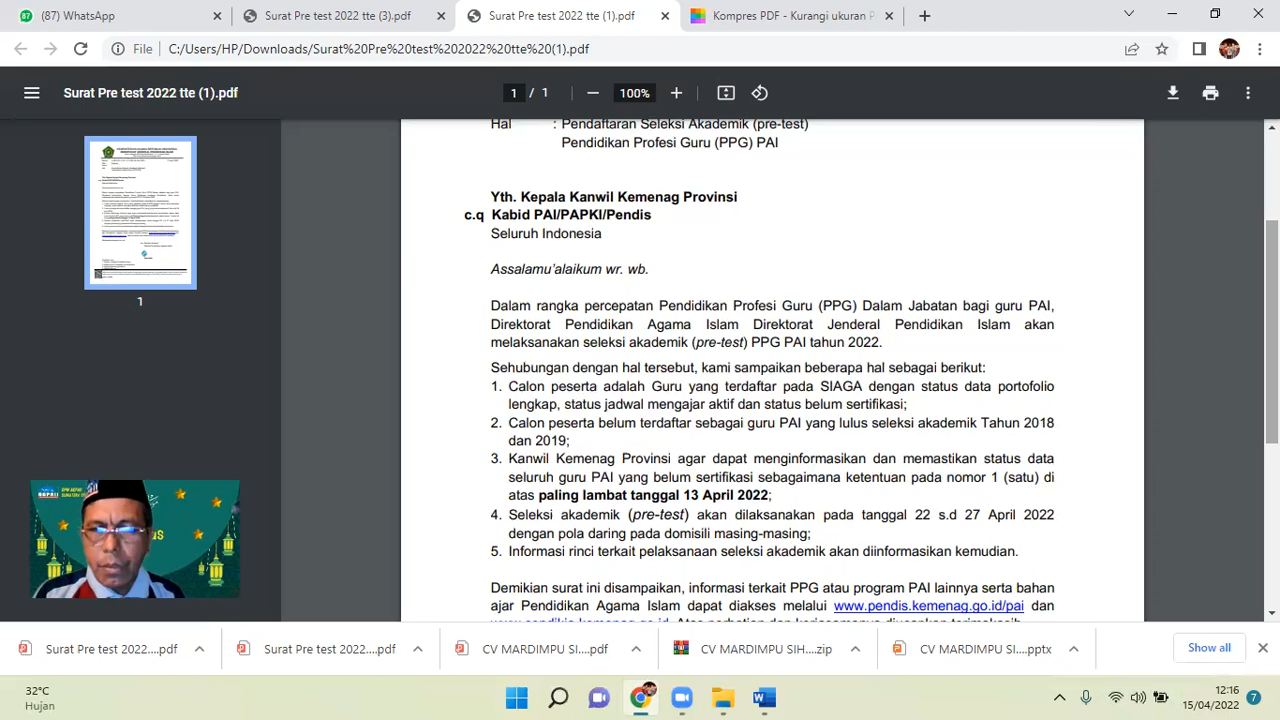 (87) WhatsApp
Surat Pre test 2022 tte (3).pdf
Surat Pre test 2022 tte (1).pdf
Kompres PDF - Kurangi ukuran P
File
C:/Users/HP/Downloads/Surat%20Pre%20test%202022%20tte%20(1).pdf
Surat Pre test 2022 tte (1).pdf
1 / 1
100%
1
Hal : Pendaftaran Seleksi Akademik (pre-test)
Pendidikan Profesi Guru (PPG) PAI
Yth. Kepala Kanwil Kemenag Provinsi
c.q Kabid PAI/PAPKI/Pendis
Seluruh Indonesia
Assalamu'alaikum wr. wb.
Dalam rangka percepatan Pendidikan Profesi Guru (PPG) Dalam Jabatan bagi guru PAI,
Direktorat Pendidikan Agama Islam Direktorat Jenderal Pendidikan Islam akan
melaksanakan seleksi akademik (pre-test) PPG PAI tahun 2022.
Sehubungan dengan hal tersebut, kami sampaikan beberapa hal sebagai berikut:
1. Calon peserta adalah Guru yang terdaftar pada SIAGA dengan status data portofolio
lengkap, status jadwal mengajar aktif dan status belum sertifikasi;
2. Calon peserta belum terdaftar sebagai guru PAI yang lulus seleksi akademik Tahun 2018
dan 2019;
3. Kanwil Kemenag Provinsi agar dapat menginformasikan dan memastikan status data
seluruh guru PAI yang belum sertifikasi sebagaimana ketentuan pada nomor 1 (satu) di
atas paling lambat tanggal 13 April 2022;
4. Seleksi akademik (pre-test) akan dilaksanakan pada tanggal 22 s.d 27 April 2022
dengan pola daring pada domisili masing-masing;
5. Informasi rinci terkait pelaksanaan seleksi akademik akan diinformasikan kemudian.
Demikian surat ini disampaikan, informasi terkait PPG atau program PAI lainnya serta bahan
ajar Pendidikan Agama Islam dapat diakses melalui www.pendis.kemenag.go.id/pai dan
Surat Pre test 2022....pdf
Surat Pre test 2022....pdf
CV MARDIMPU SI....pdf
CV MARDIMPU SIH....zip
CV MARDIMPU SI....pptx
Show all
32°C
Hujan
12:16
15/04/2022
7